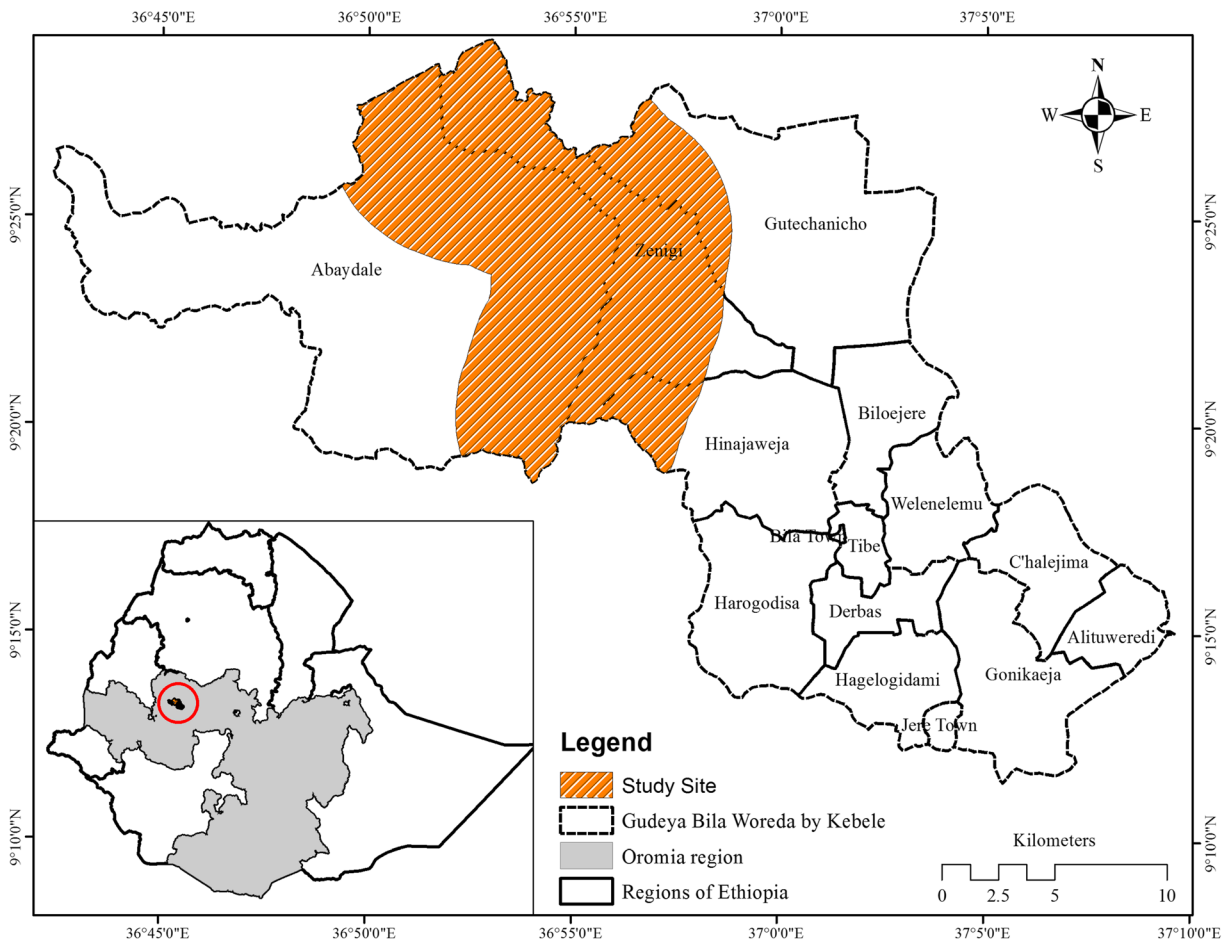 36°45'0"E 36°50'0"E 36°55'0"E 37°0'0"E 37°5'0"E
N
W E
S
9°25'0"N 9°25'0"N
Gutechanicho
Zenigi
Abaydale
9°20'0"N 9°20'0"N
Biloejere
Hinajaweja
Welenelemu
Bila Town
Tibe
C'halejima
Harogodisa
Derbas
9°15'0"N 9°15'0"N
Alituweredi
Gonikaeja
Hagelogidami
Jere Town
Legend
Study Site
Gudeya Bila Woreda by Kebele
Oromia region
Regions of Ethiopia
9°10'0"N 9°10'0"N
Kilometers
0 2.5 5 10
36°45'0"E 36°50'0"E 36°55'0"E 37°0'0"E 37°5'0"E 37°10'0"E